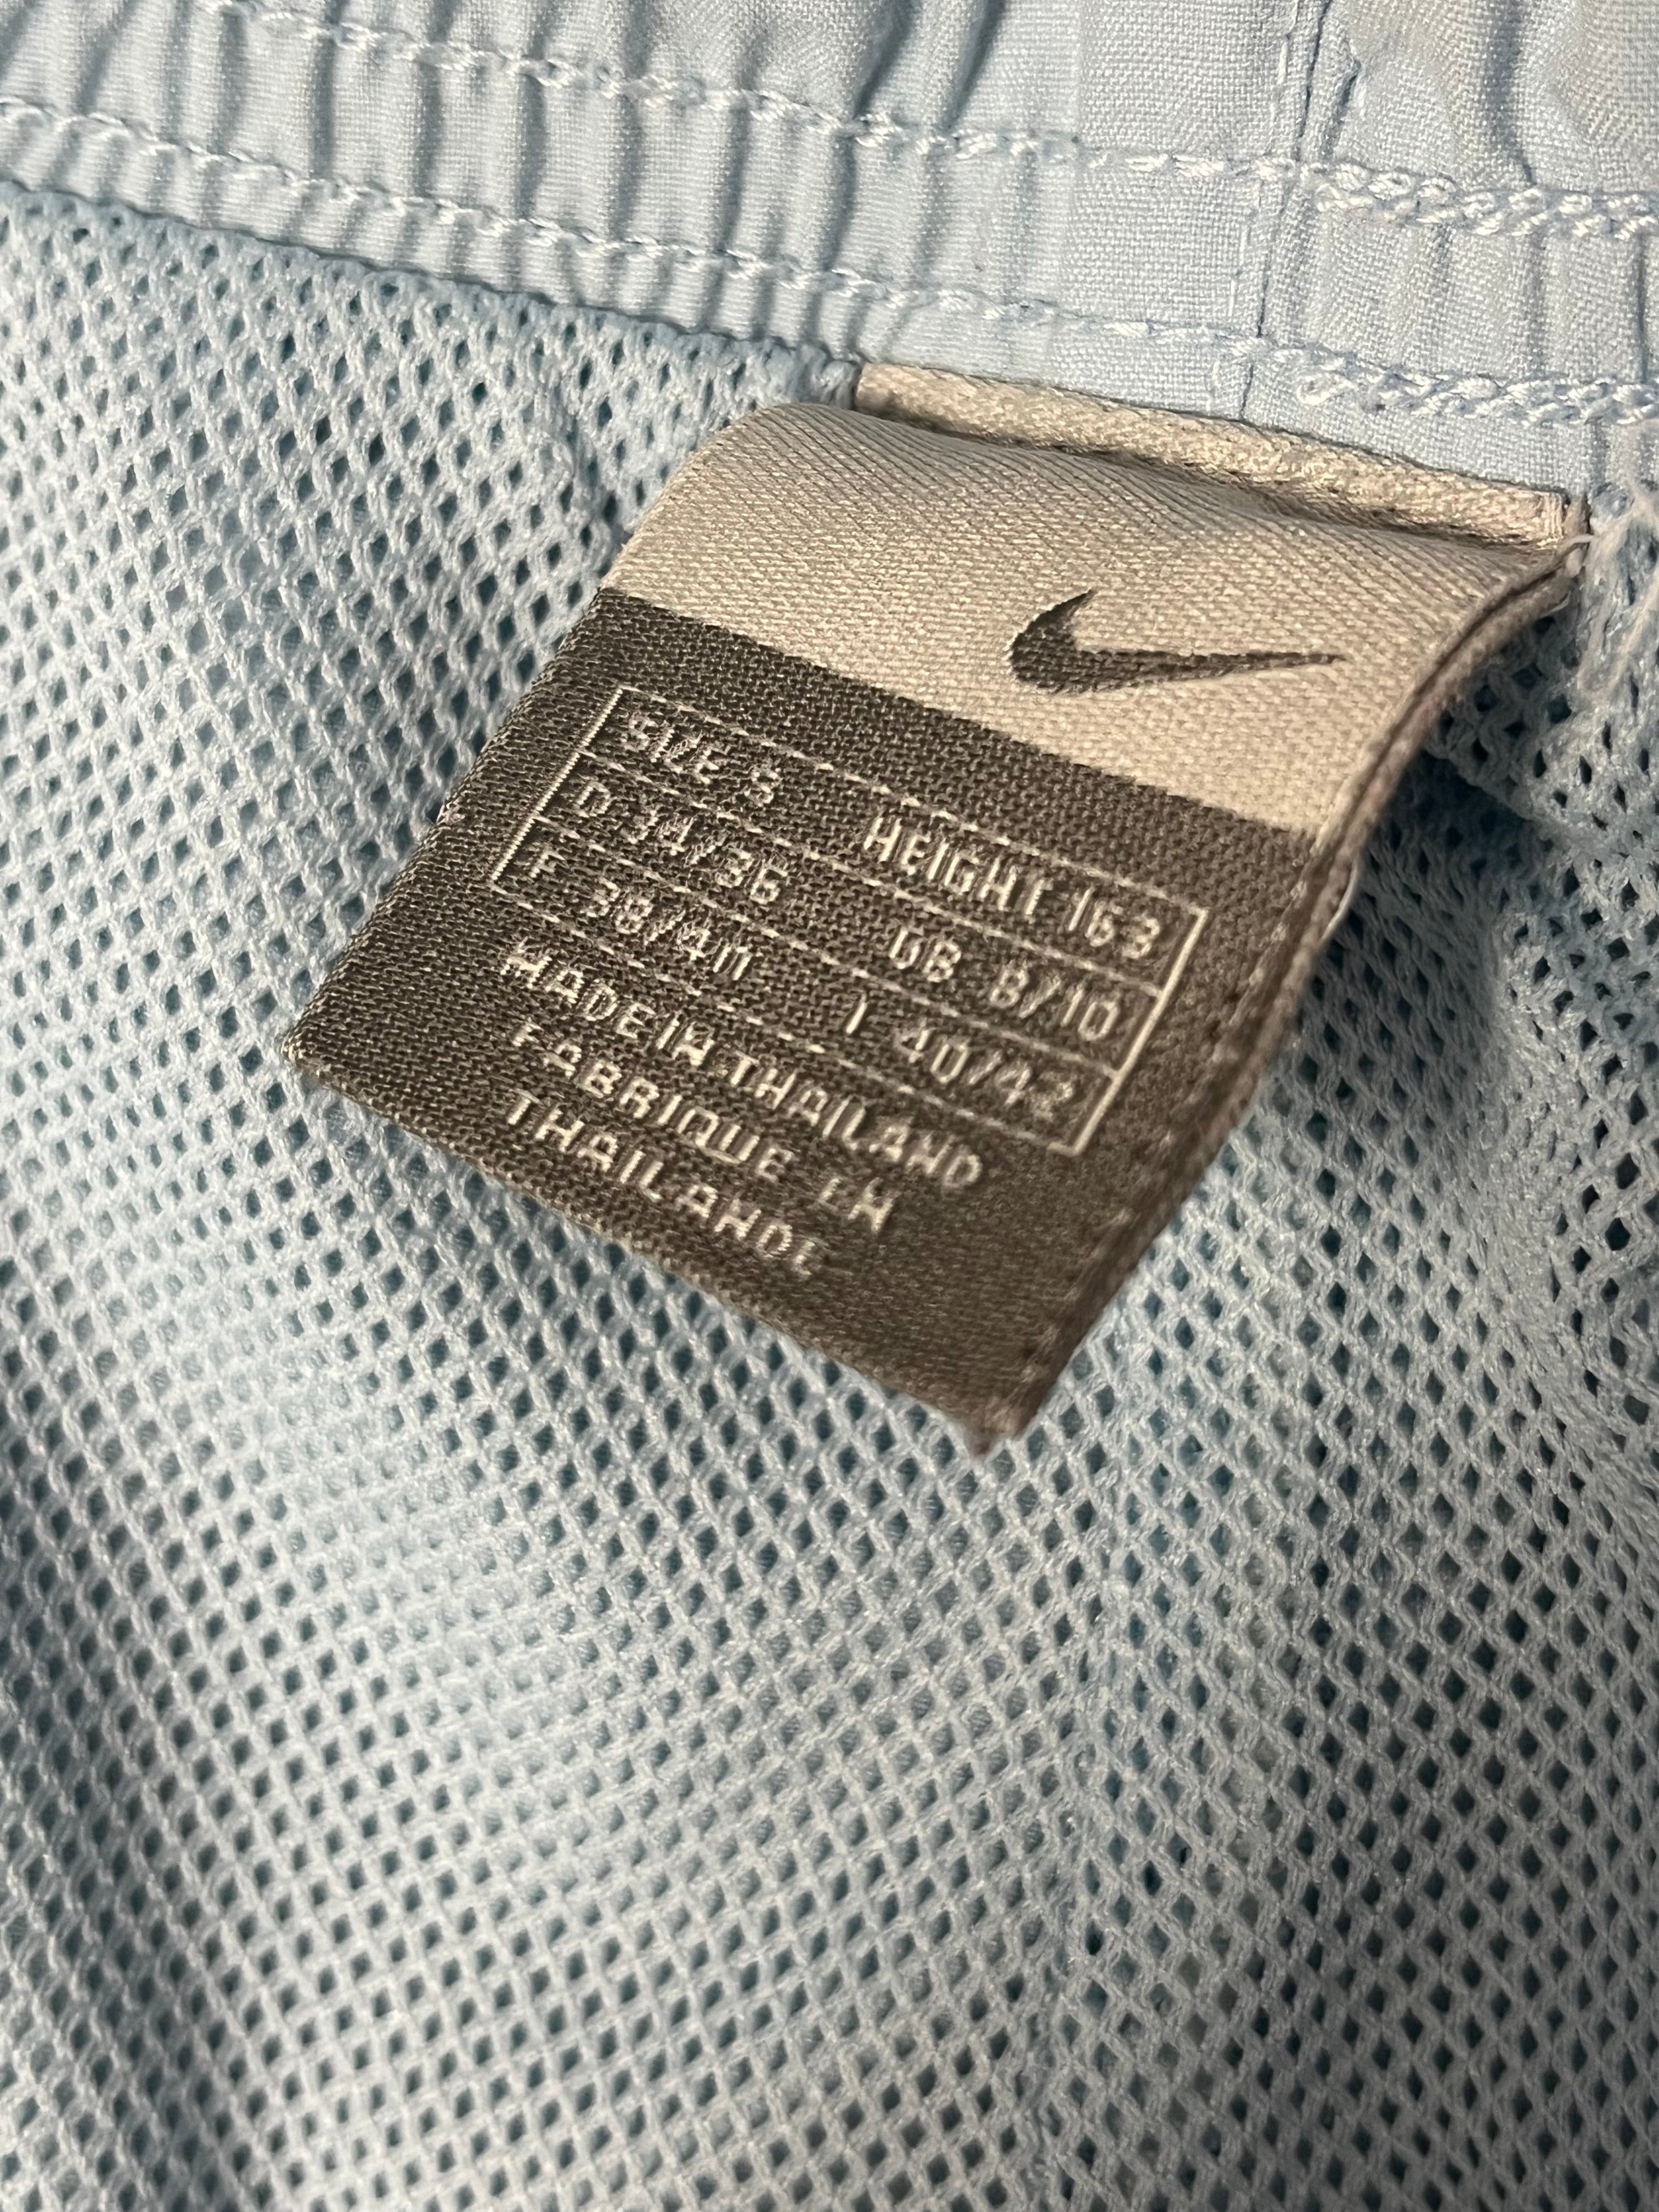 SIZE S HEIGHT 163
D 34/36 GB 8/10
F 38/40 I 40/42
MADE IN THAILAND
FABRIQUE EN
THAILANDE